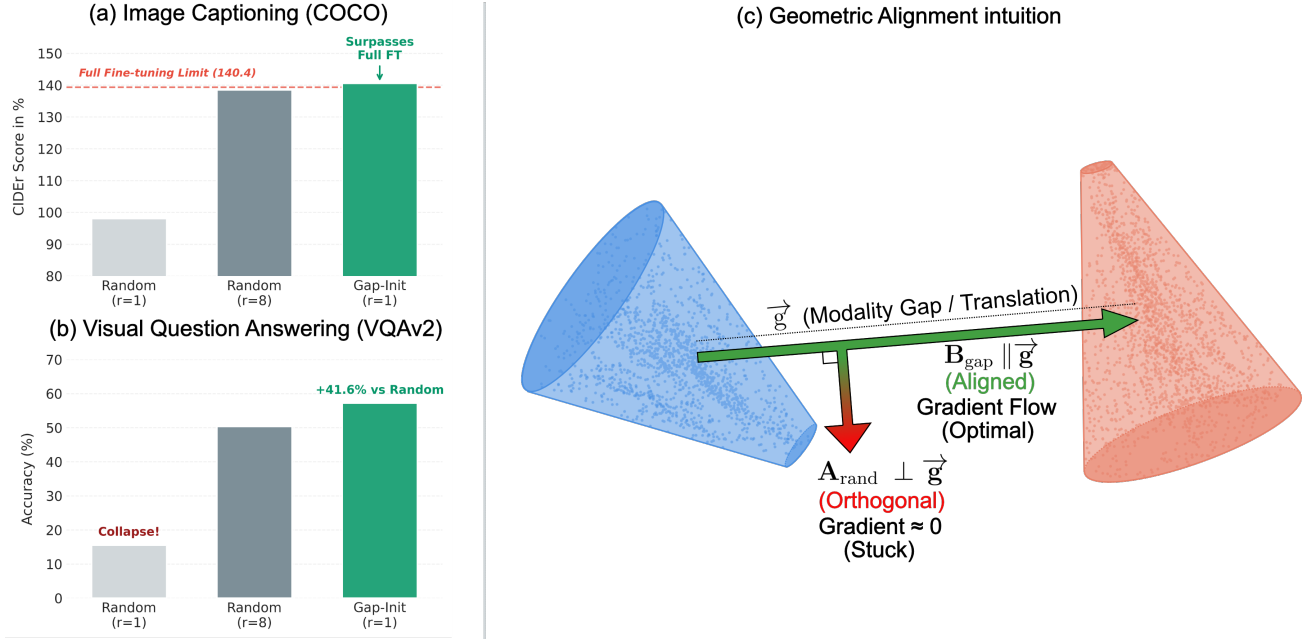 (a) Image Captioning (COCO)
CIDEr Score in %
150
140
130
120
110
100
90
80
Full Fine-tuning Limit (140.4)
Surpasses
Full FT
Random
(r=1)
Random
(r=8)
Gap-Init
(r=1)
(b) Visual Question Answering (VQAv2)
Accuracy (%)
70
60
50
40
30
20
10
0
Collapse!
+41.6% vs Random
Random
(r=1)
Random
(r=8)
Gap-Init
(r=1)
(c) Geometric Alignment intuition
g⃗ (Modality Gap / Translation)
B_gap ∥ g⃗
(Aligned)
Gradient Flow
(Optimal)
A_rand ⊥ g⃗
(Orthogonal)
Gradient ≈ 0
(Stuck)